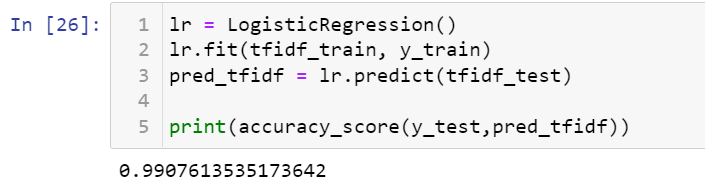 In [26]:
1 lr = LogisticRegression()
2 lr.fit(tfidf_train, y_train)
3 pred_tfidf = lr.predict(tfidf_test)
4
5 print(accuracy_score(y_test,pred_tfidf))
0.9907613535173642